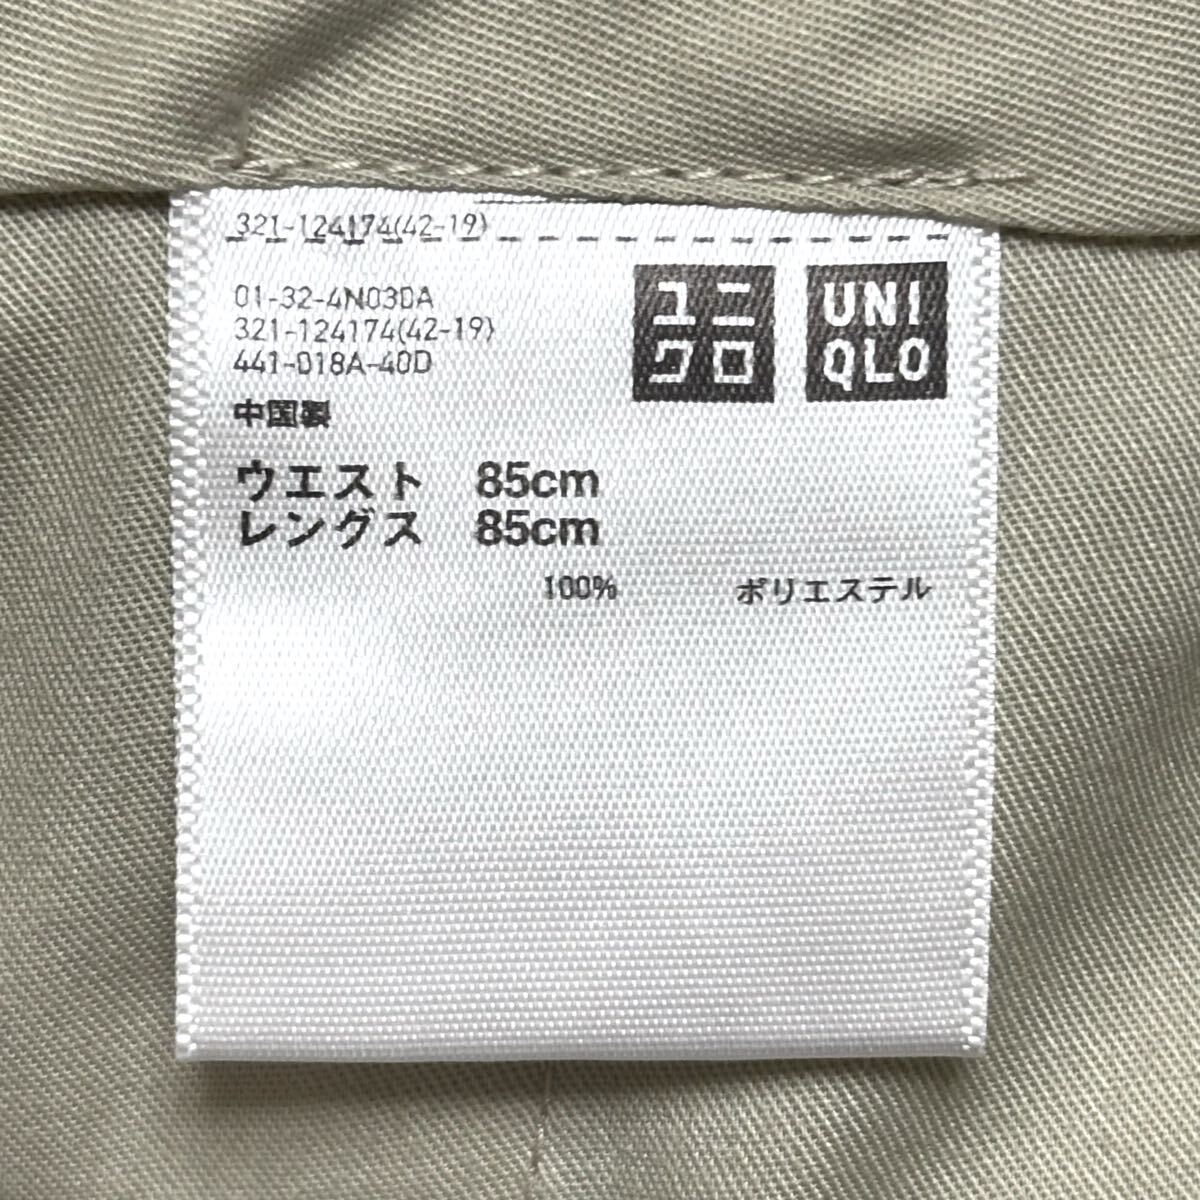 321-124174(42-19)
01-32-4N03DA
321-124174(42-19)
441-018A-40D
中国製
ユニ
クロ
UNI
QLO
ウエスト 85cm
レングス 85cm
100% ポリエステル